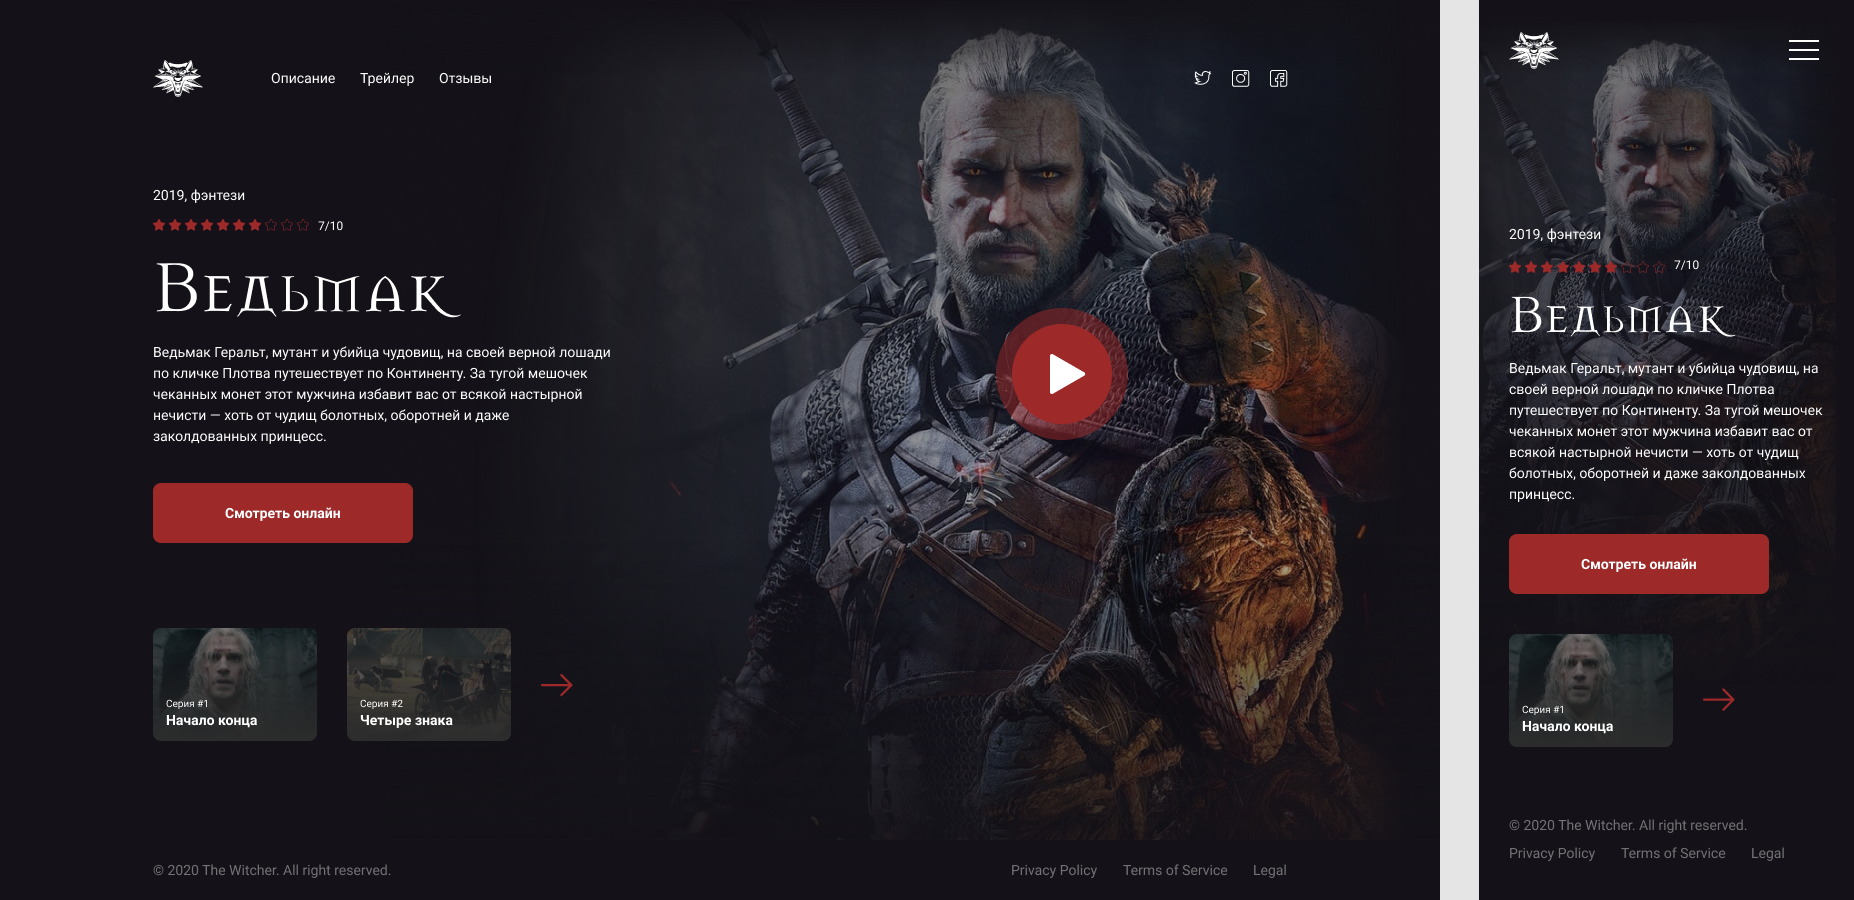 Описание Трейлер Отзывы
2019, фэнтези
7/10
Ведьмак
Ведьмак Геральт, мутант и убийца чудовищ, на своей верной лошади
по кличке Плотва путешествует по Континенту. За тугой мешочек
чеканных монет этот мужчина избавит вас от всякой настырной
нечисти — хоть от чудищ болотных, оборотней и даже
заколдованных принцесс.
Смотреть онлайн
Серия #1
Начало конца
Серия #2
Четыре знака
© 2020 The Witcher. All right reserved.
Privacy Policy Terms of Service Legal
2019, фэнтези
7/10
Ведьмак
Ведьмак Геральт, мутант и убийца чудовищ, на
своей верной лошади по кличке Плотва
путешествует по Континенту. За тугой мешочек
чеканных монет этот мужчина избавит вас от
всякой настырной нечисти — хоть от чудищ
болотных, оборотней и даже заколдованных
принцесс.
Смотреть онлайн
Серия #1
Начало конца
© 2020 The Witcher. All right reserved.
Privacy Policy Terms of Service Legal